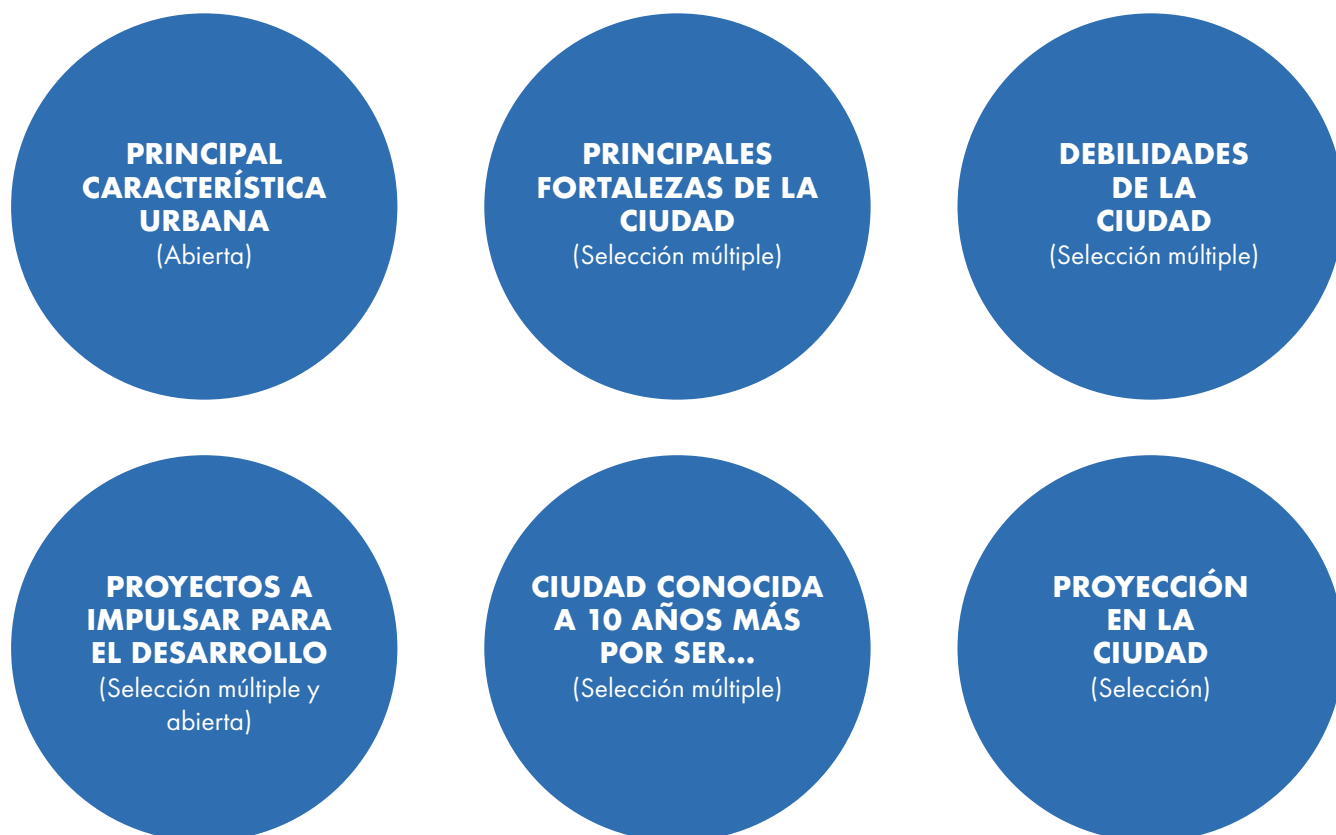 PRINCIPAL
CARACTERÍSTICA
URBANA
(Abierta)
PRINCIPALES
FORTALEZAS DE LA
CIUDAD
(Selección múltiple)
DEBILIDADES
DE LA
CIUDAD
(Selección múltiple)
PROYECTOS A
IMPULSAR PARA
EL DESARROLLO
(Selección múltiple y
abierta)
CIUDAD CONOCIDA
A 10 AÑOS MÁS
POR SER...
(Selección múltiple)
PROYECCIÓN
EN LA
CIUDAD
(Selección)